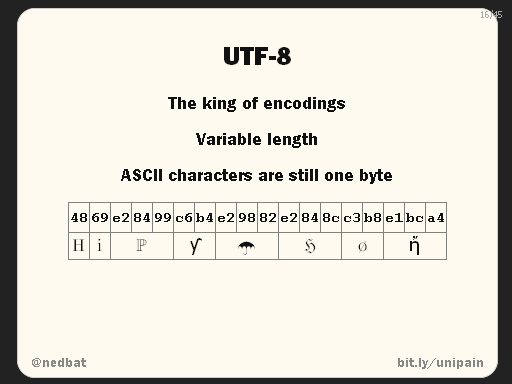 16/45
UTF-8
The king of encodings
Variable length
ASCII characters are still one byte
48 69 e2 84 99 c6 b4 e2 98 82 e2 84 8c c3 b8 e1 bc a4
H i ℙ ƴ ☂ ℌ ø ἤ
@nedbat bit.ly/unipain